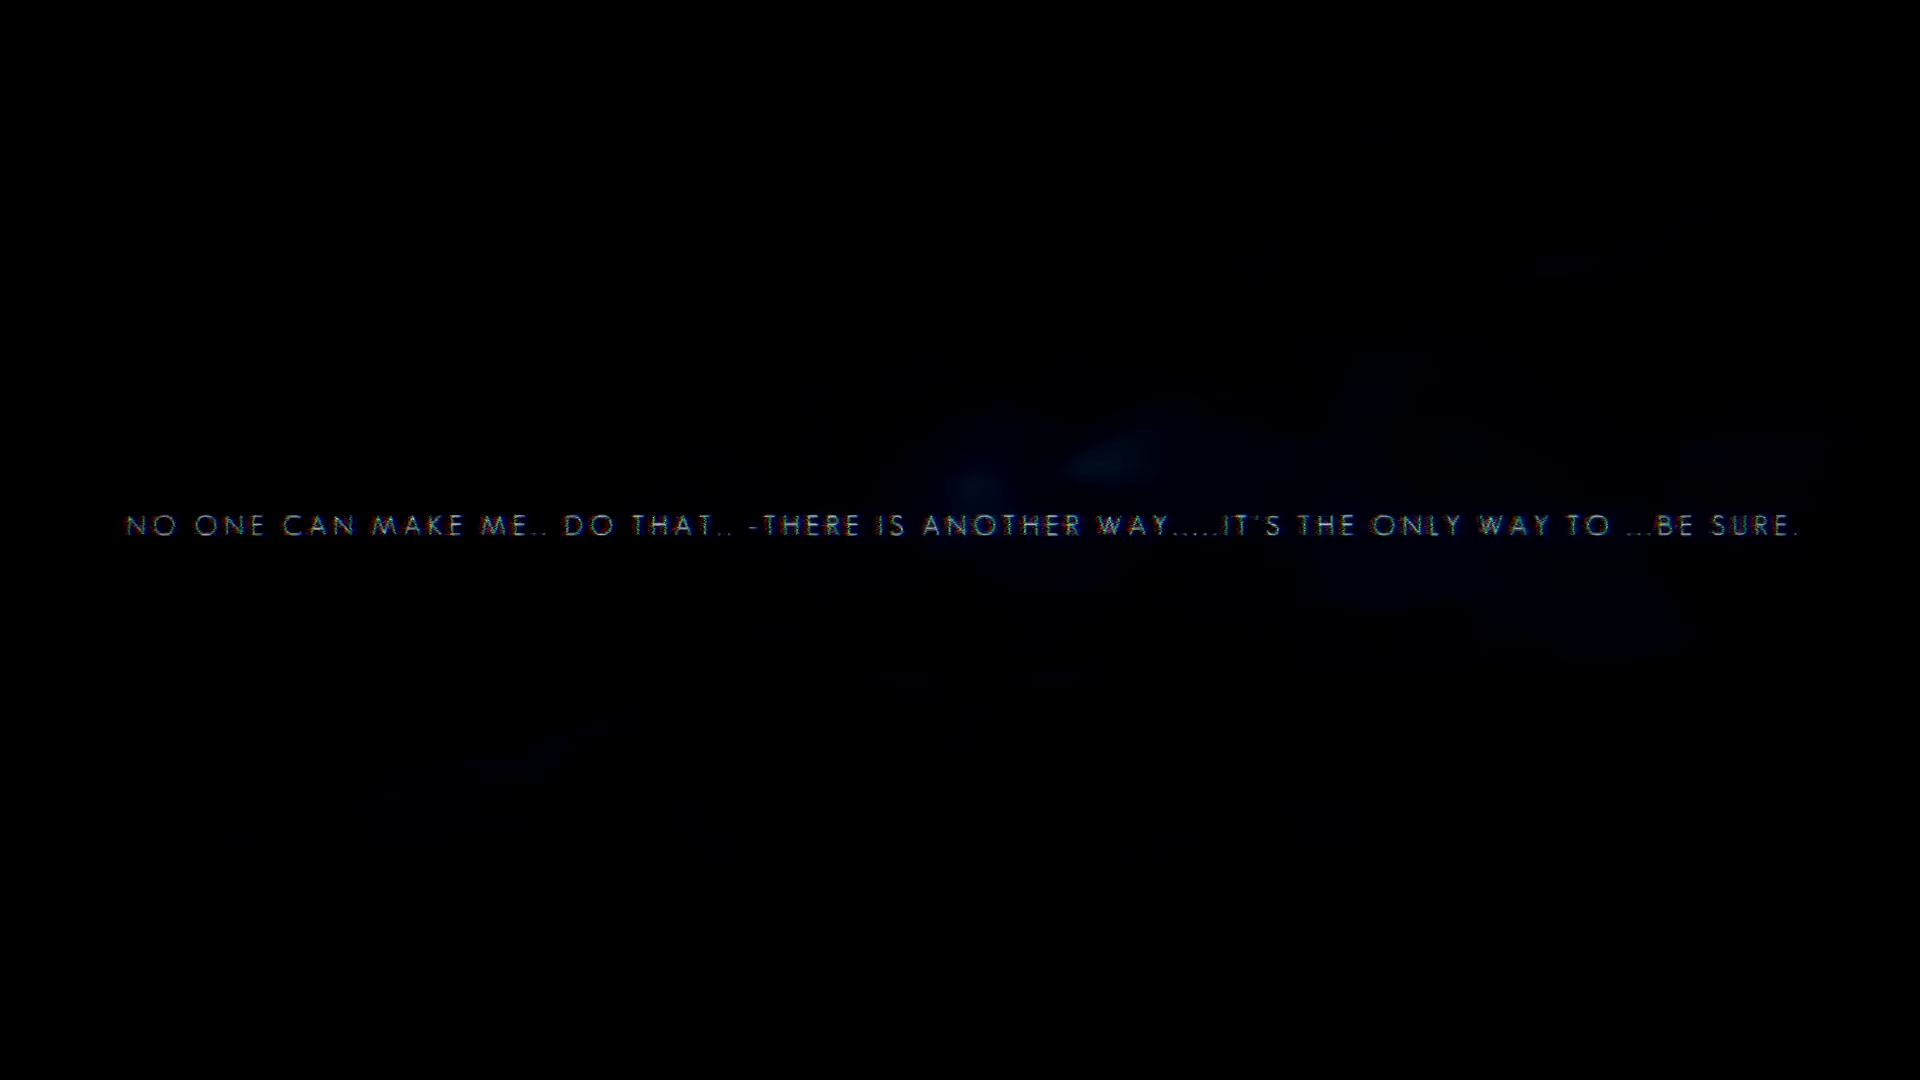 NO ONE CAN MAKE ME.. DO THAT.. -THERE IS ANOTHER WAY.....IT'S THE ONLY WAY TO ...BE SURE.